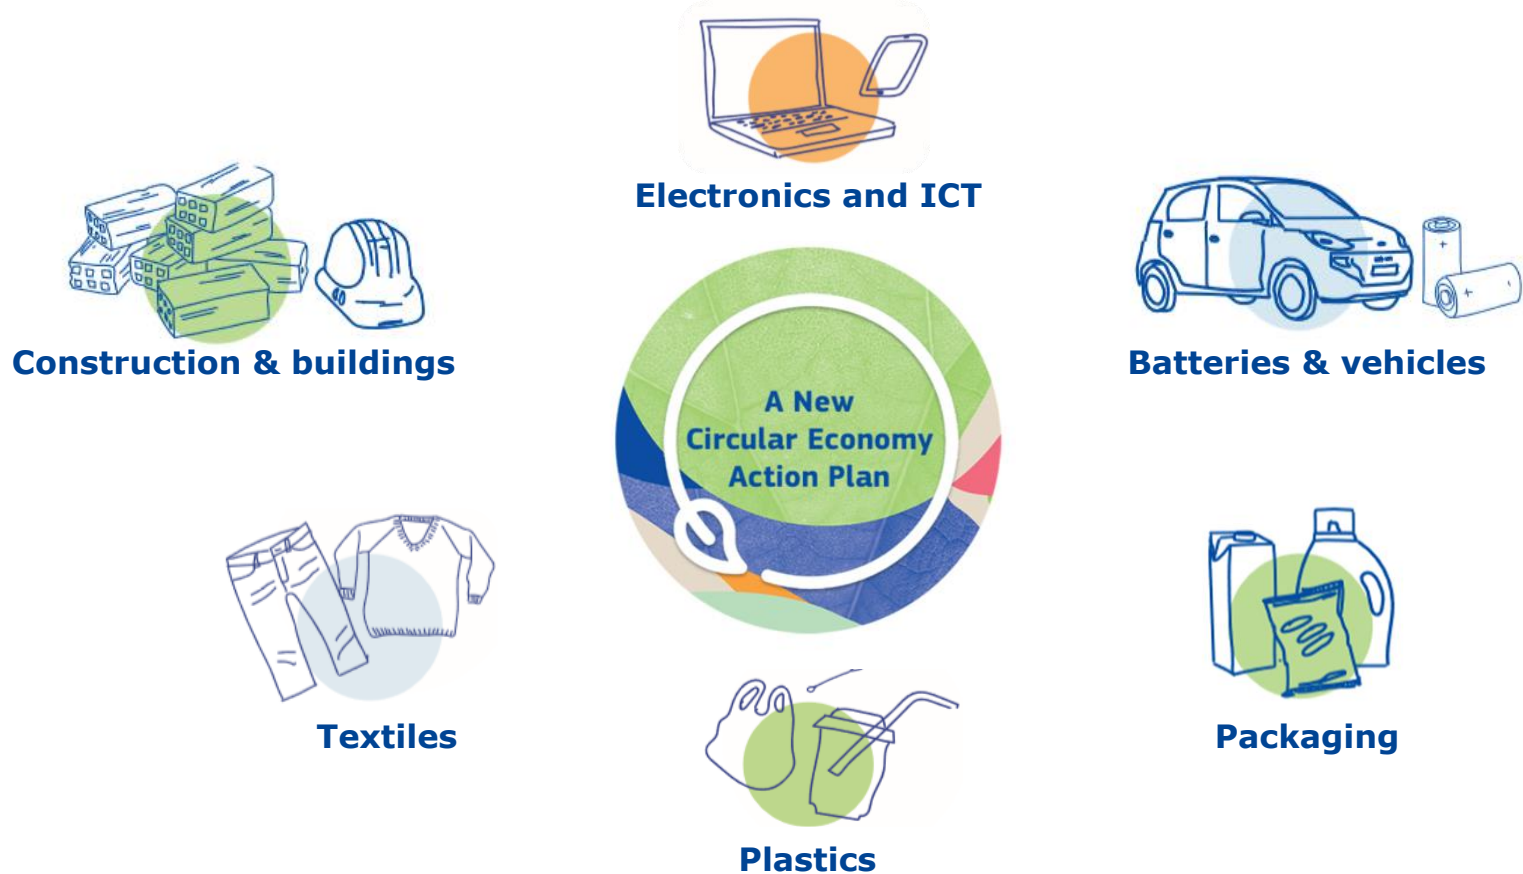 Electronics and ICT
Construction & buildings
Batteries & vehicles
A New
Circular Economy
Action Plan
Textiles
Packaging
Plastics